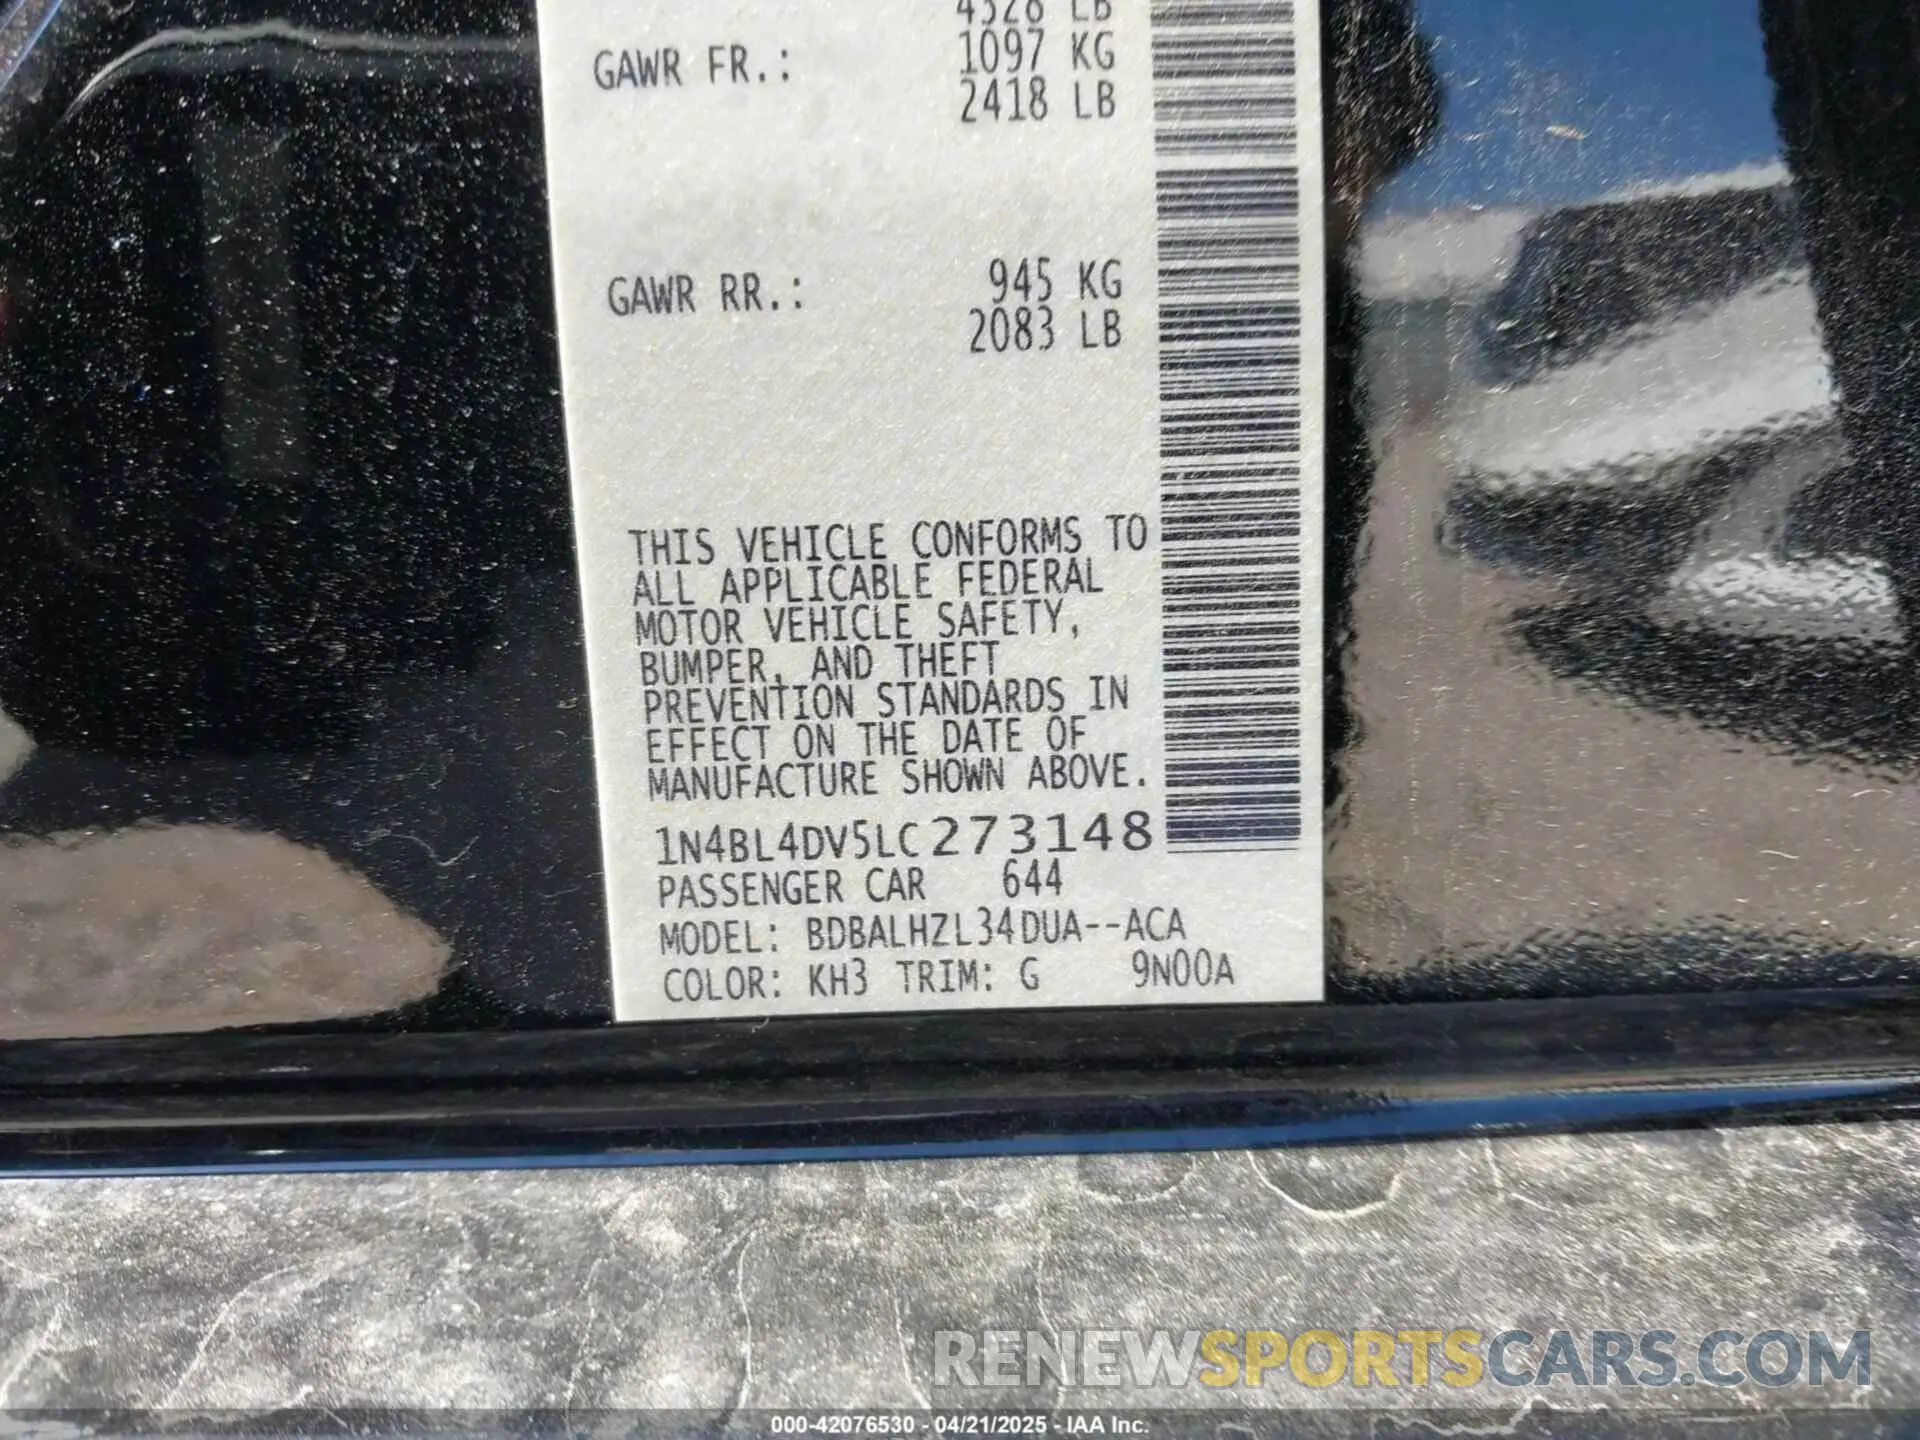 4328 LB
GAWR FR.: 1097 KG
2418 LB
GAWR RR.: 945 KG
2083 LB
THIS VEHICLE CONFORMS TO
ALL APPLICABLE FEDERAL
MOTOR VEHICLE SAFETY,
BUMPER, AND THEFT
PREVENTION STANDARDS IN
EFFECT ON THE DATE OF
MANUFACTURE SHOWN ABOVE.
1N4BL4DV5LC273148
PASSENGER CAR 644
MODEL: BDBALHZL34DUA--ACA
COLOR: KH3 TRIM: G 9N00A
RENEWSPORTSCARS.COM
000-42076530 - 04/21/2025 - IAA Inc.